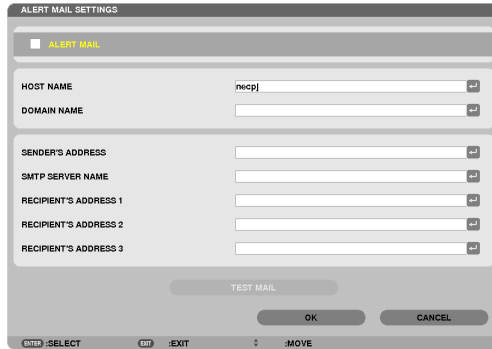 ALERT MAIL SETTINGS
ALERT MAIL
HOST NAME necpj
DOMAIN NAME
SENDER'S ADDRESS
SMTP SERVER NAME
RECIPIENT'S ADDRESS 1
RECIPIENT'S ADDRESS 2
RECIPIENT'S ADDRESS 3
TEST MAIL
OK CANCEL
ENTER :SELECT EXIT :EXIT :MOVE